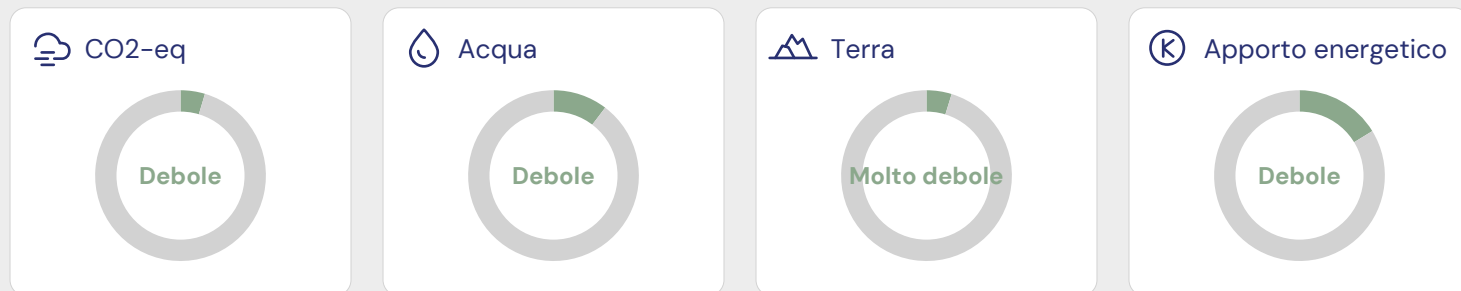 CO2-eq
Debole
Acqua
Debole
Terra
Molto debole
Apporto energetico
Debole